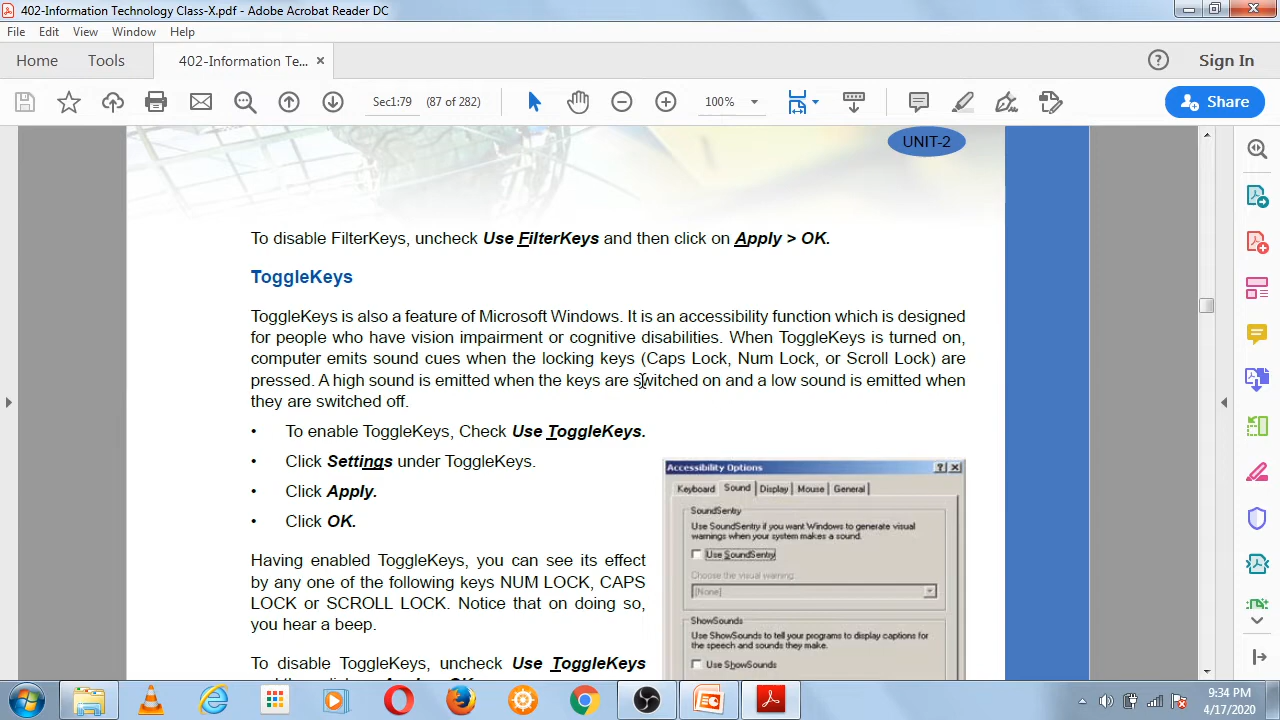 402-Information Technology Class-X.pdf - Adobe Acrobat Reader DC
File Edit View Window Help
Home Tools 402-Information Te... × ? Sign In
Sec1:79 (87 of 282) 100% Share
UNIT-2
To disable FilterKeys, uncheck Use FilterKeys and then click on Apply > OK.
ToggleKeys
ToggleKeys is also a feature of Microsoft Windows. It is an accessibility function which is designed
for people who have vision impairment or cognitive disabilities. When ToggleKeys is turned on,
computer emits sound cues when the locking keys (Caps Lock, Num Lock, or Scroll Lock) are
pressed. A high sound is emitted when the keys are switched on and a low sound is emitted when
they are switched off.
• To enable ToggleKeys, Check Use ToggleKeys.
• Click Settings under ToggleKeys.
• Click Apply.
• Click OK.
Having enabled ToggleKeys, you can see its effect
by any one of the following keys NUM LOCK, CAPS
LOCK or SCROLL LOCK. Notice that on doing so,
you hear a beep.
To disable ToggleKeys, uncheck Use ToggleKeys
Accessibility Options
Keyboard Sound Display Mouse General
SoundSentry
Use SoundSentry if you want Windows to generate visual
warnings when your system makes a sound.
Use SoundSentry
Choose the visual warning:
[None]
ShowSounds
Use ShowSounds to tell your programs to display captions for
the speech and sounds they make.
Use ShowSounds
9:34 PM
4/17/2020